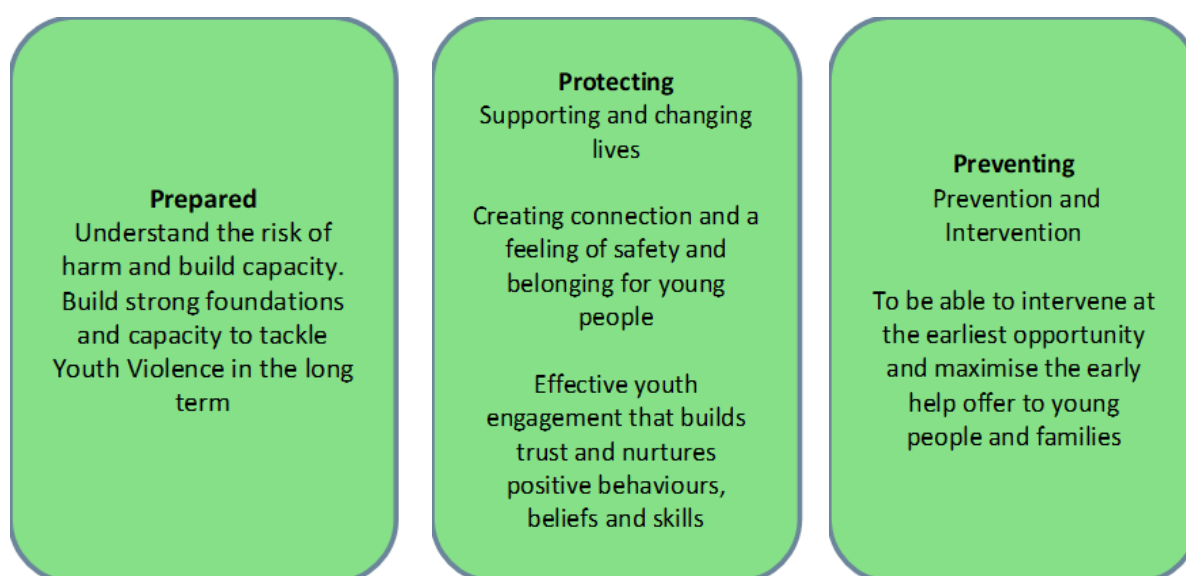 Prepared
Understand the risk of
harm and build capacity.
Build strong foundations
and capacity to tackle
Youth Violence in the long
term
Protecting
Supporting and changing
lives
Creating connection and a
feeling of safety and
belonging for young
people
Effective youth
engagement that builds
trust and nurtures
positive behaviours,
beliefs and skills
Preventing
Prevention and
Intervention
To be able to intervene at
the earliest opportunity
and maximise the early
help offer to young
people and families